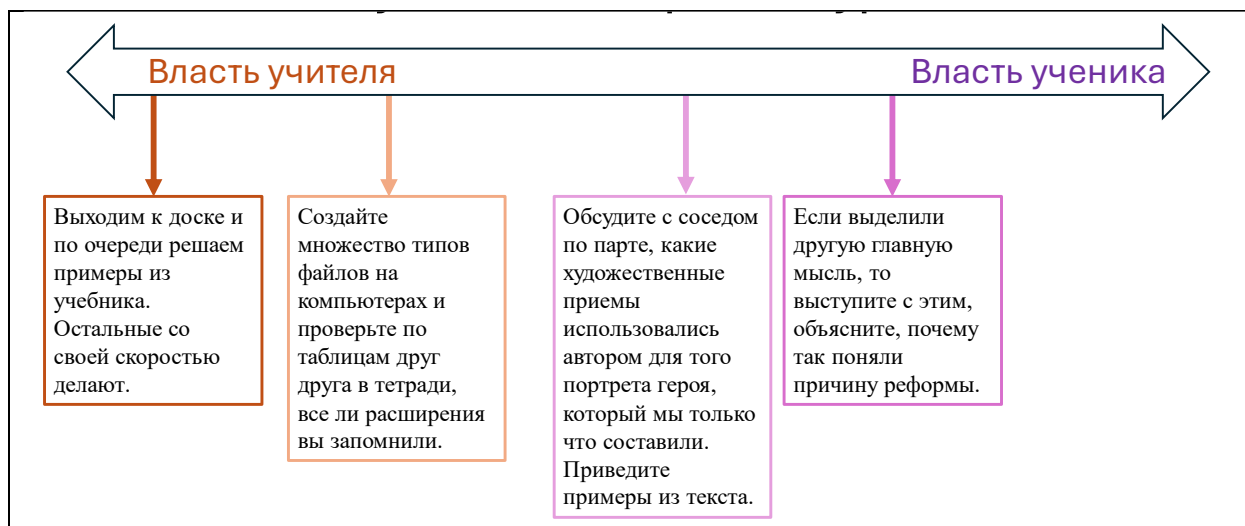 Власть учителя
Власть ученика
Выходим к доске и
по очереди решаем
примеры из
учебника.
Остальные со
своей скоростью
делают.
Создайте
множество типов
файлов на
компьютерах и
проверьте по
таблицам друг
друга в тетради,
все ли расширения
вы запомнили.
Обсудите с соседом
по парте, какие
художественные
приемы
использовались
автором для того
портрета героя,
который мы только
что составили.
Приведите
примеры из текста.
Если выделили
другую главную
мысль, то
выступите с этим,
объясните, почему
так поняли
причину реформы.